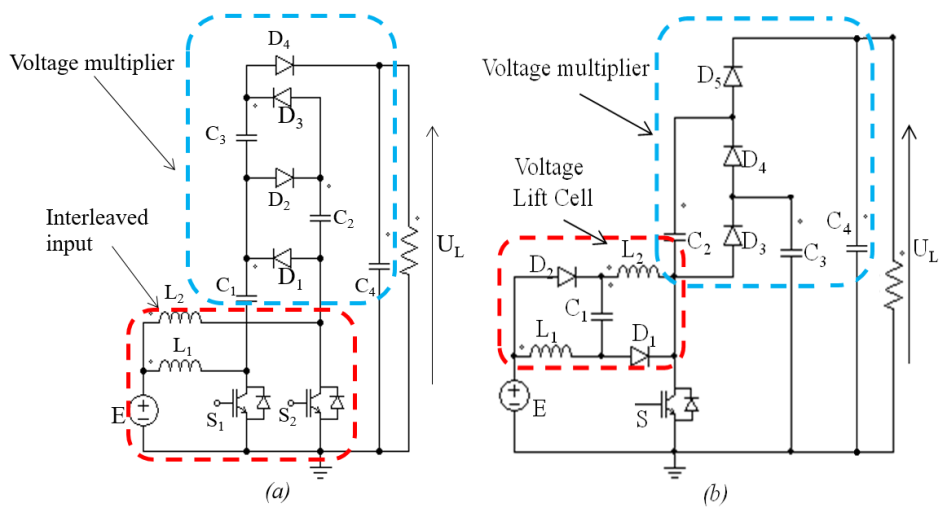 Voltage multiplier
D4
D3
C3
D2
C2
Interleaved
input
D1
C1
C4
UL
L2
L1
E
S1
S2
(a)
Voltage multiplier
D5
Voltage
Lift Cell
D4
C2
D3
C3
C4
UL
D2
L2
C1
L1
D1
E
S
(b)